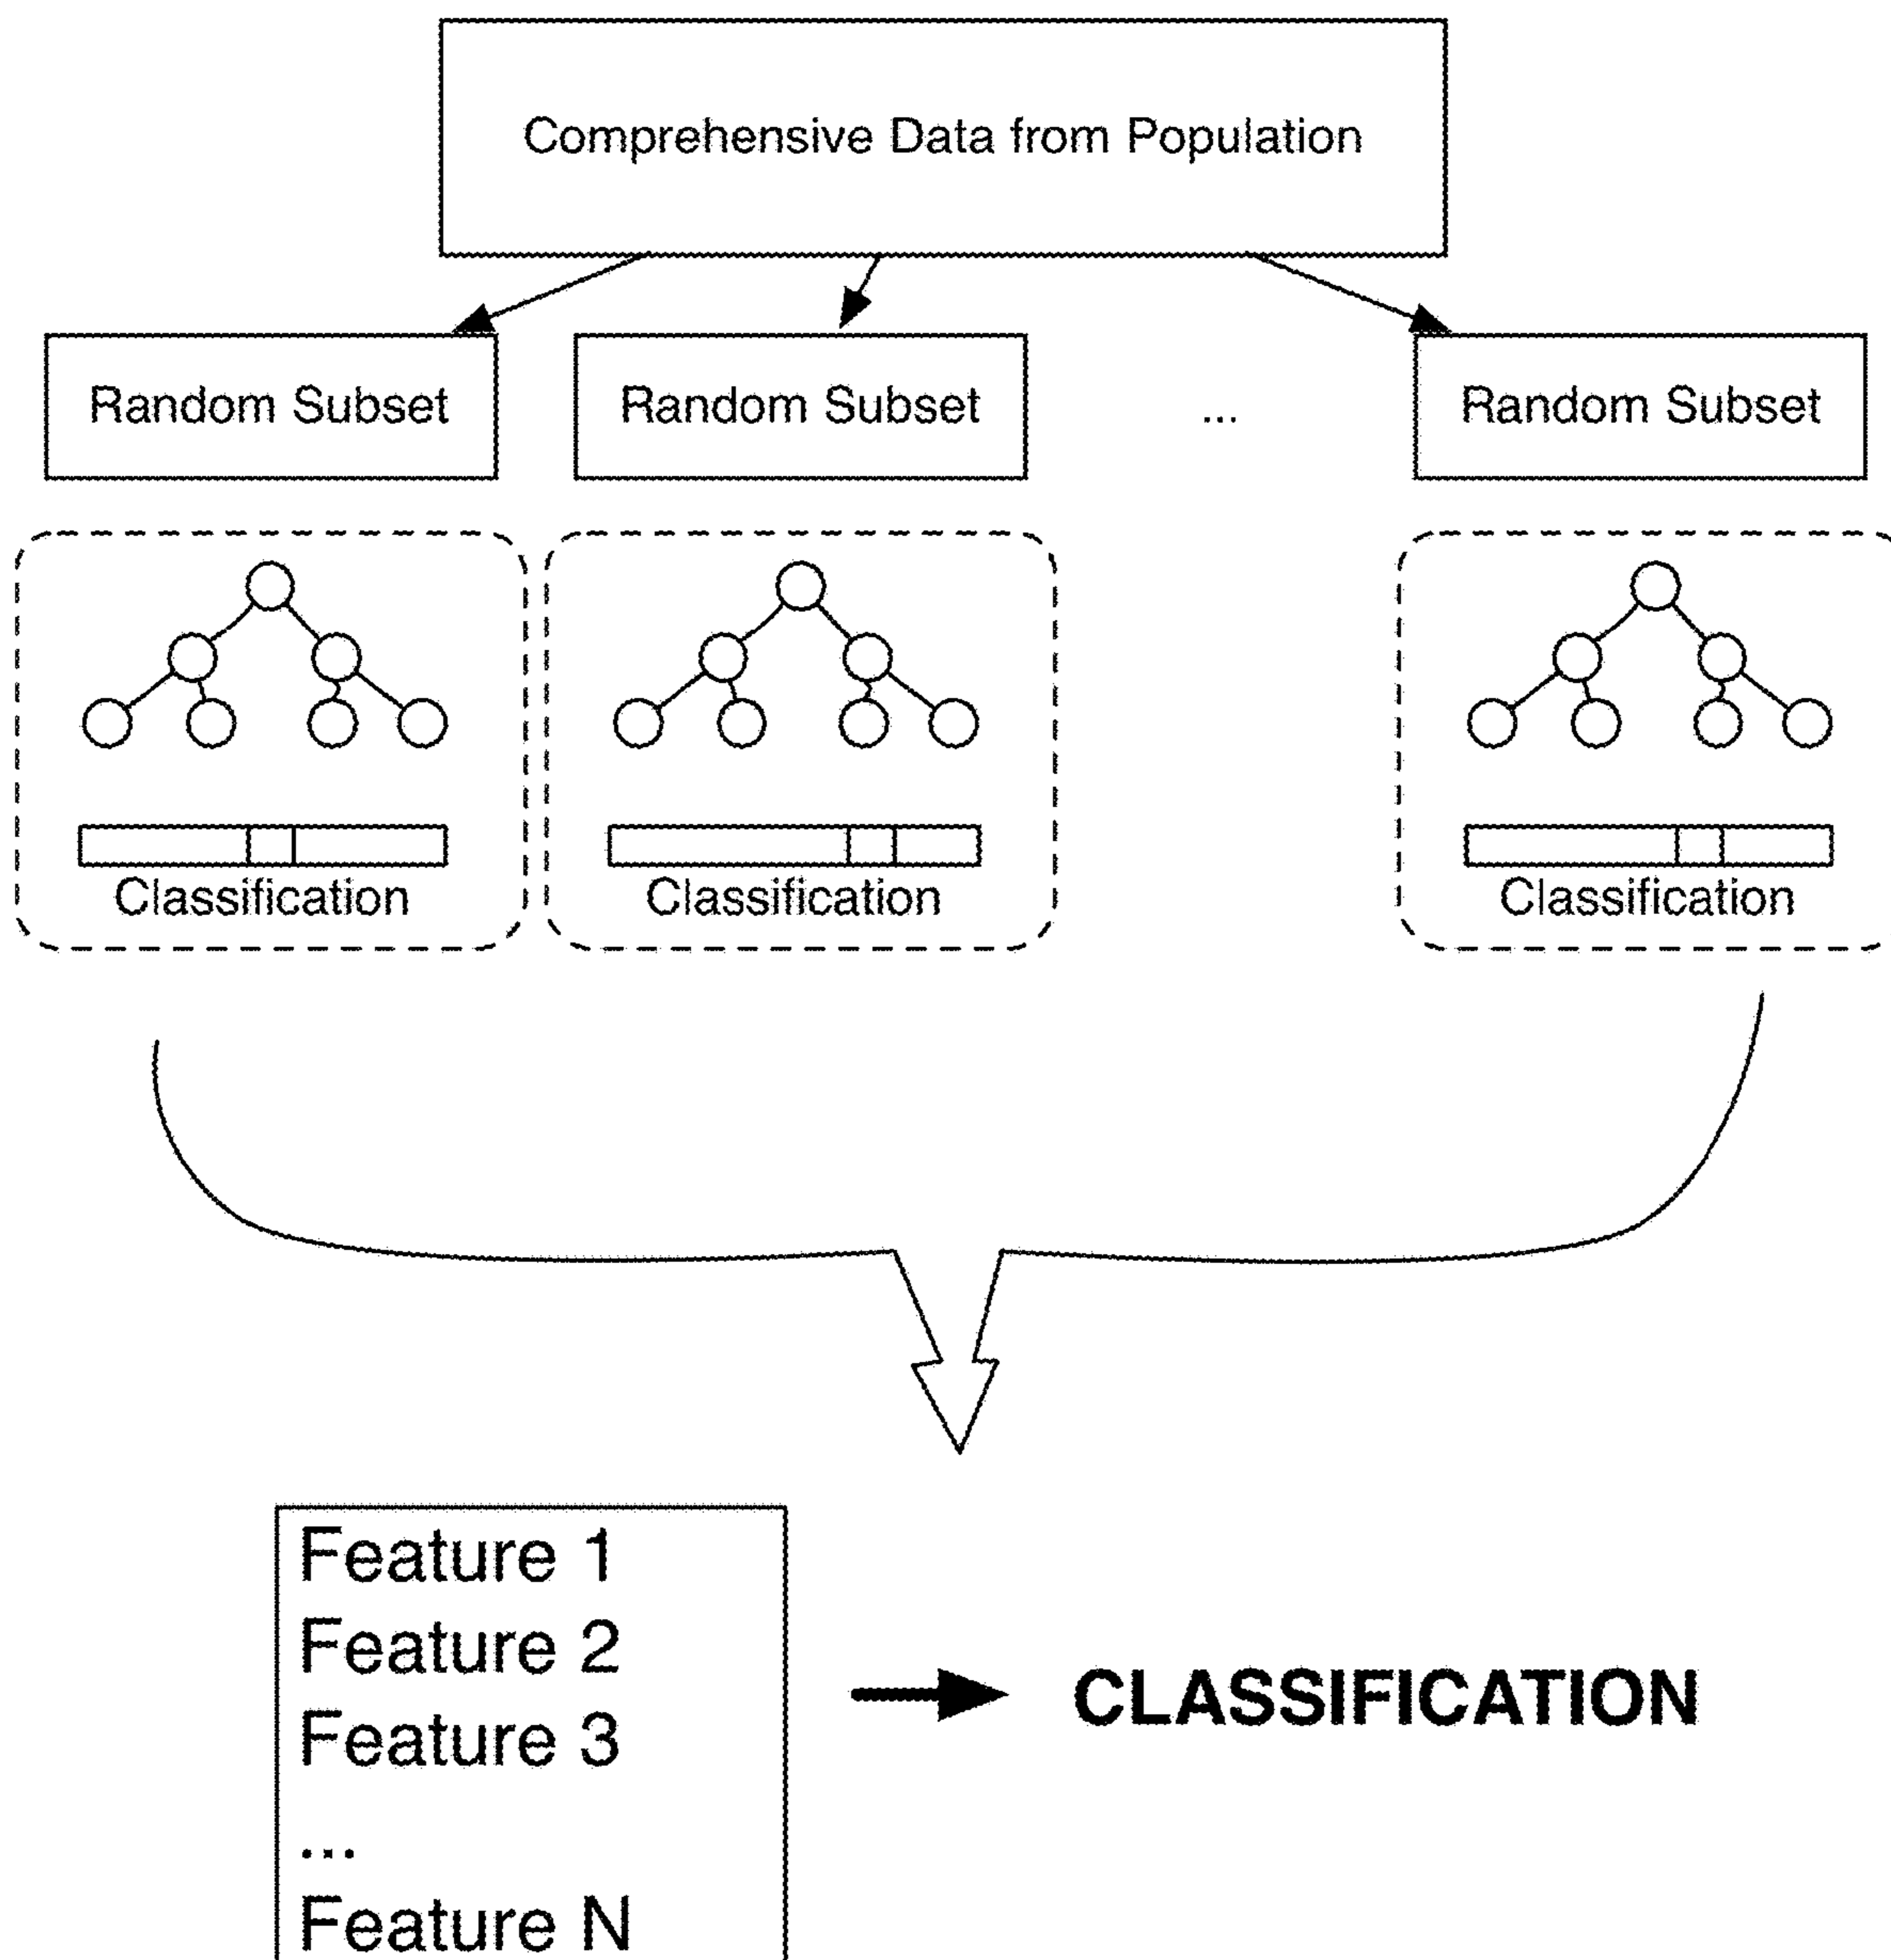 Comprehensive Data from Population
Random Subset
Random Subset
...
Random Subset
Classification
Classification
Classification
Feature 1
Feature 2
Feature 3
...
Feature N
CLASSIFICATION